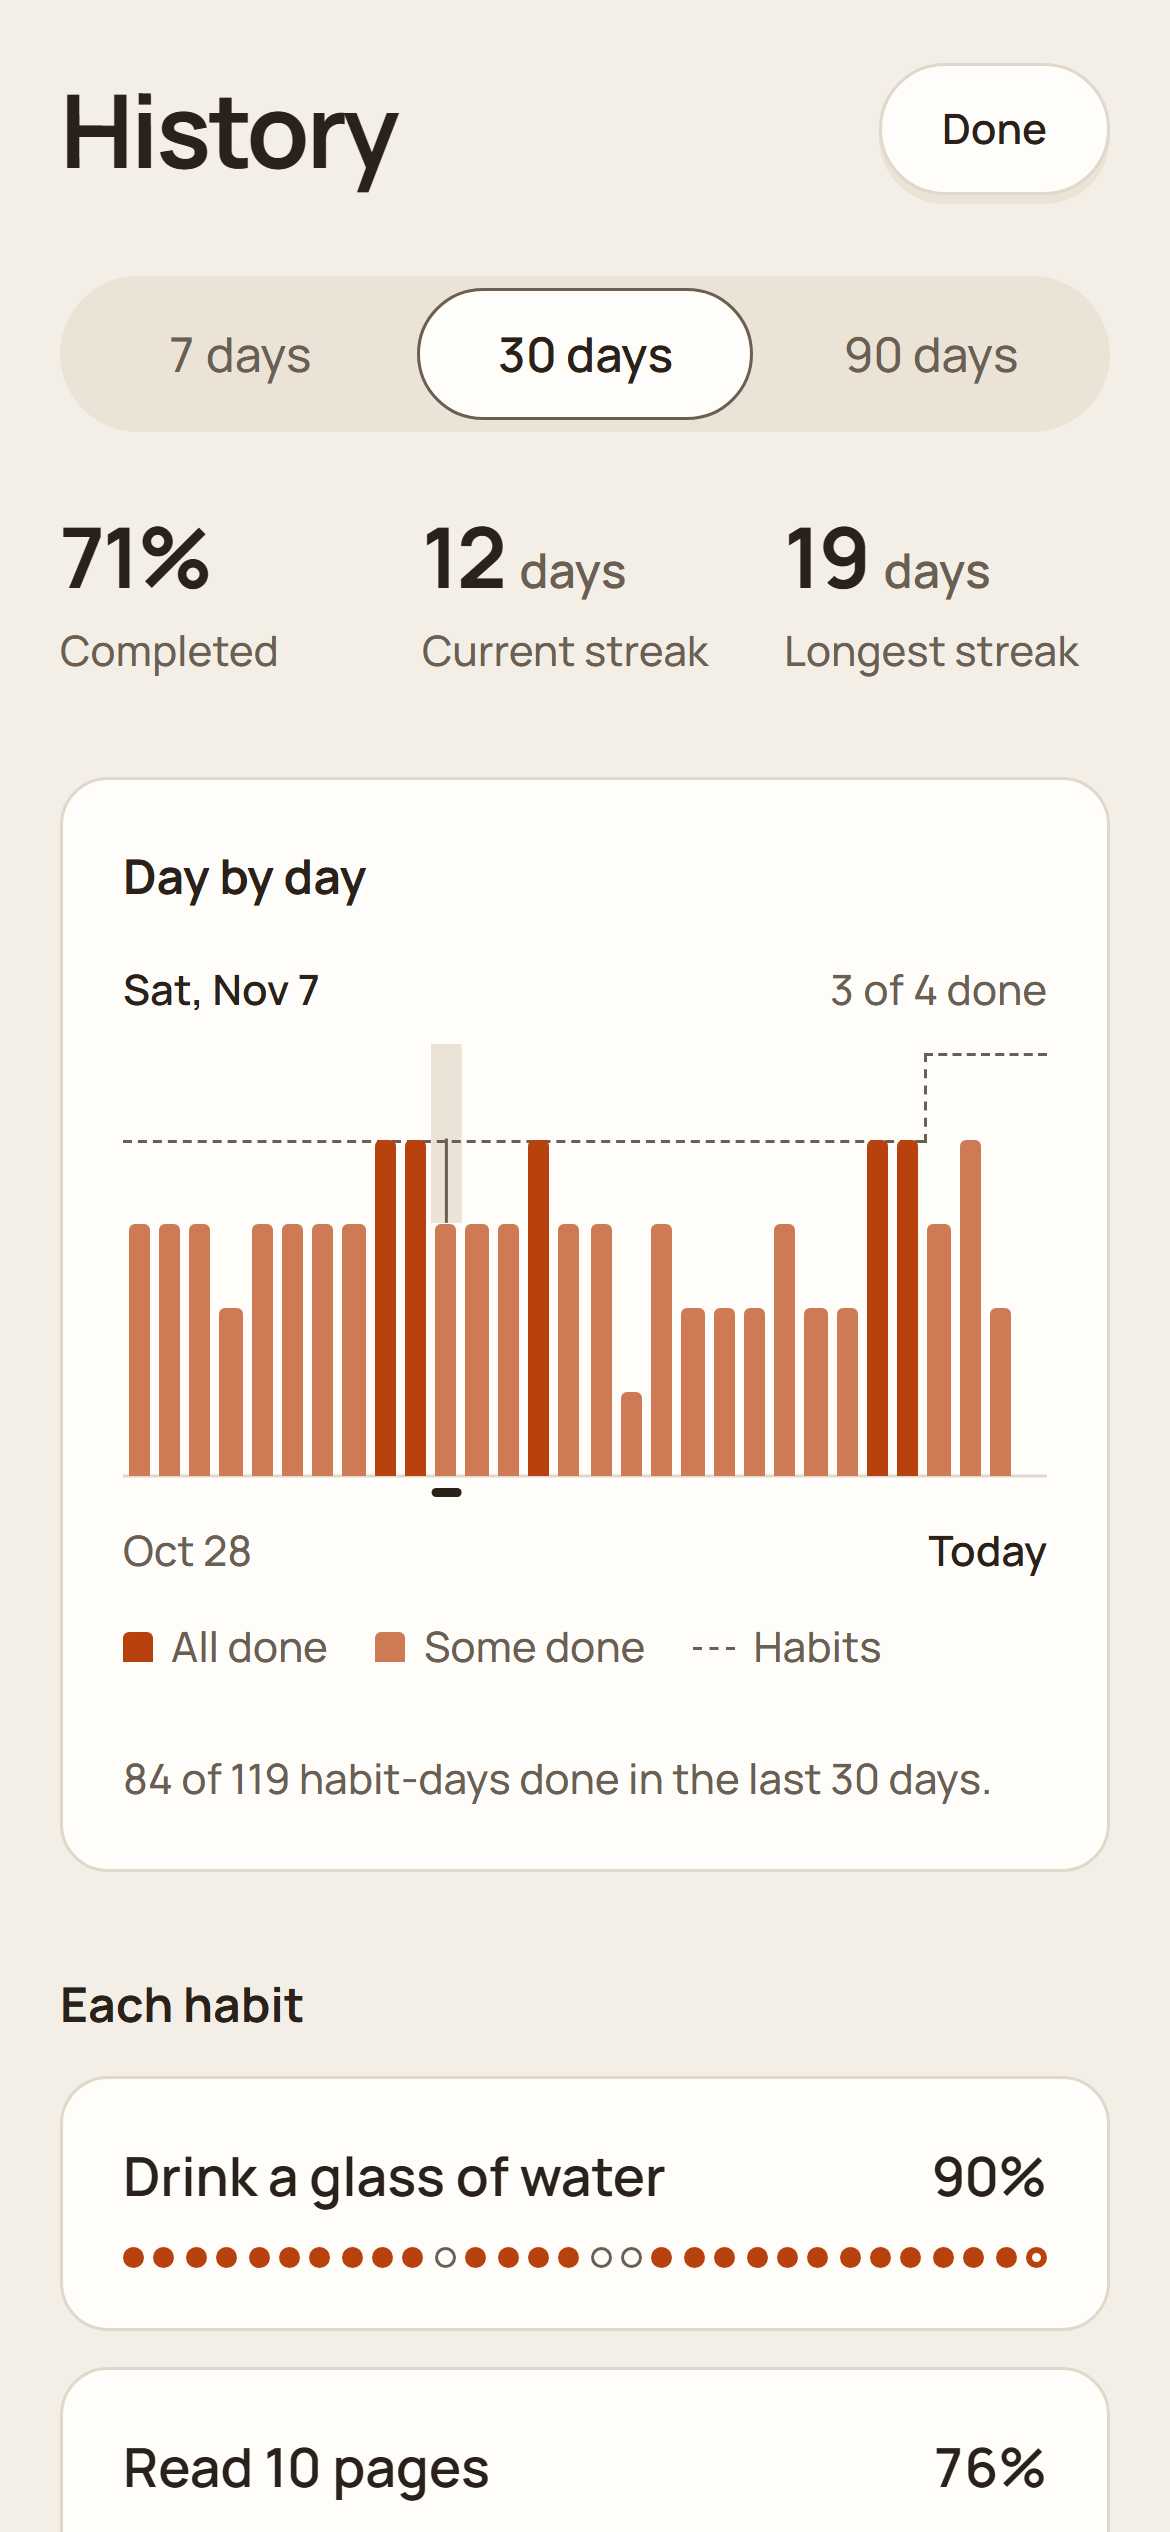 History
Done
7 days
30 days
90 days
71%
12 days
19 days
Completed
Current streak
Longest streak
Day by day
Sat, Nov 7
3 of 4 done
Oct 28
Today
All done
Some done
Habits
84 of 119 habit-days done in the last 30 days.
Each habit
Drink a glass of water
90%
Read 10 pages
76%